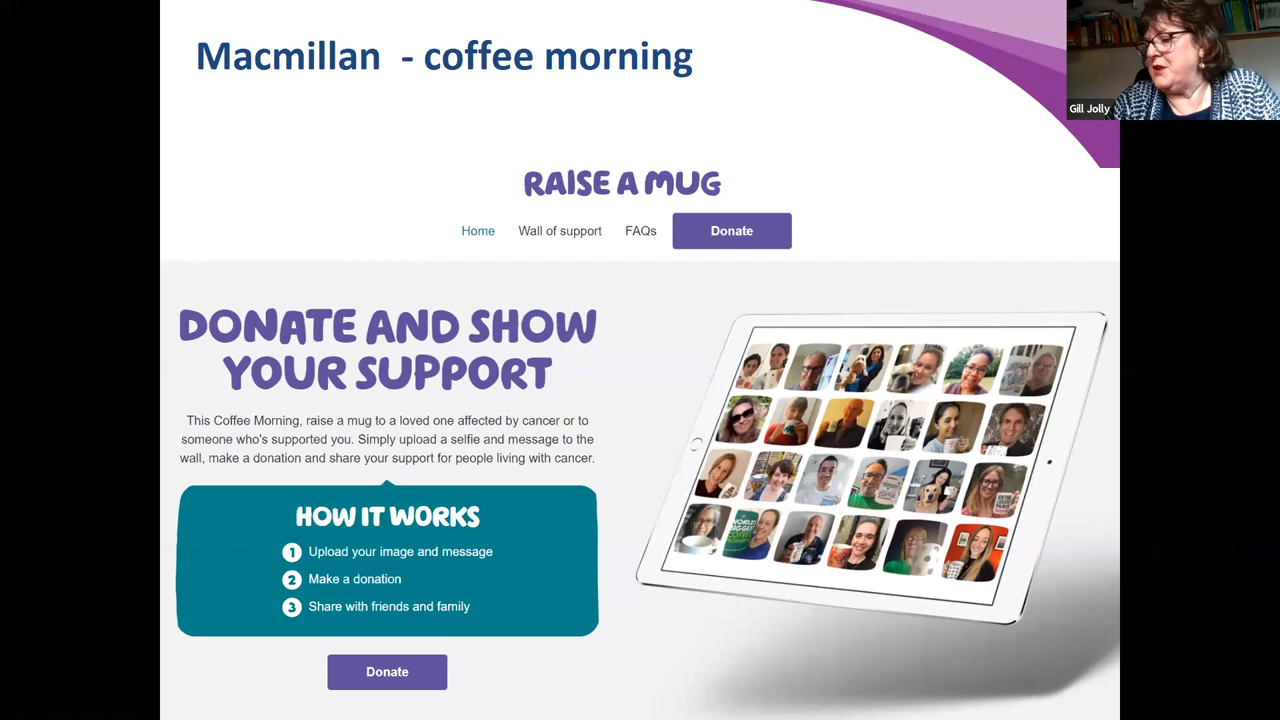 Macmillan - coffee morning
Gill Jolly
RAISE A MUG
Home Wall of support FAQs Donate
DONATE AND SHOW
YOUR SUPPORT
This Coffee Morning, raise a mug to a loved one affected by cancer or to
someone who's supported you. Simply upload a selfie and message to the
wall, make a donation and share your support for people living with cancer.
HOW IT WORKS
1 Upload your image and message
2 Make a donation
3 Share with friends and family
Donate
WORLD'S
BIGGEST
COFFEE